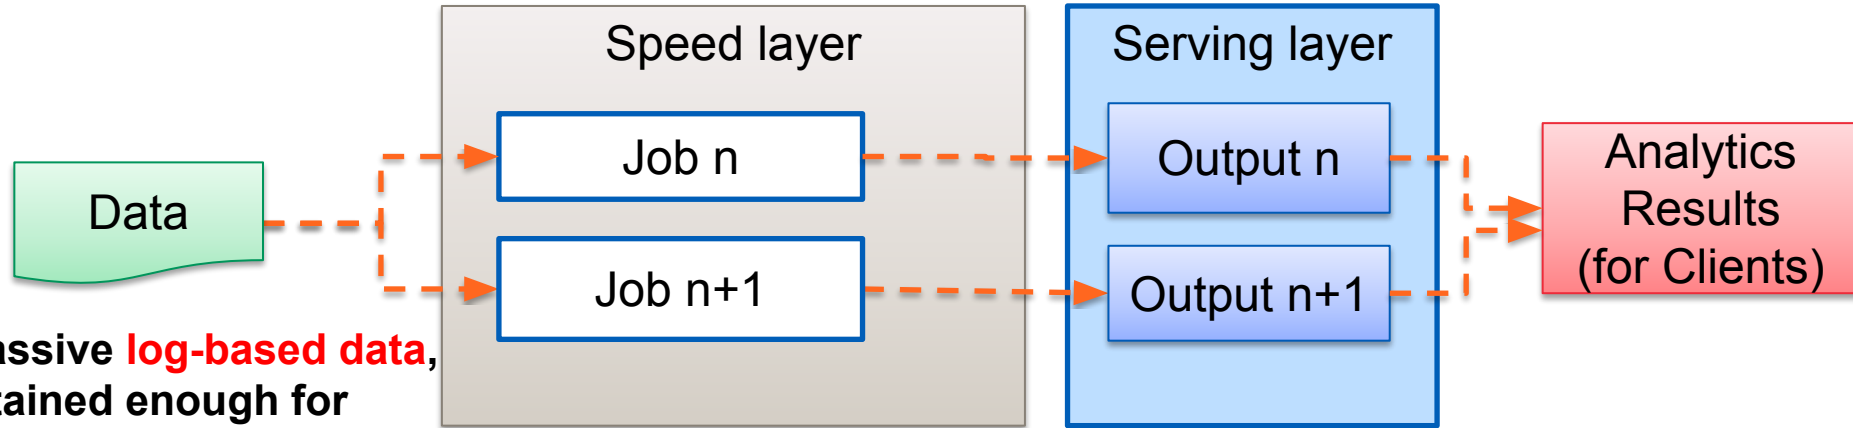 Speed layer
Serving layer
Data
Job n
Job n+1
Output n
Output n+1
Analytics
Results
(for Clients)
log-based data,
enough for